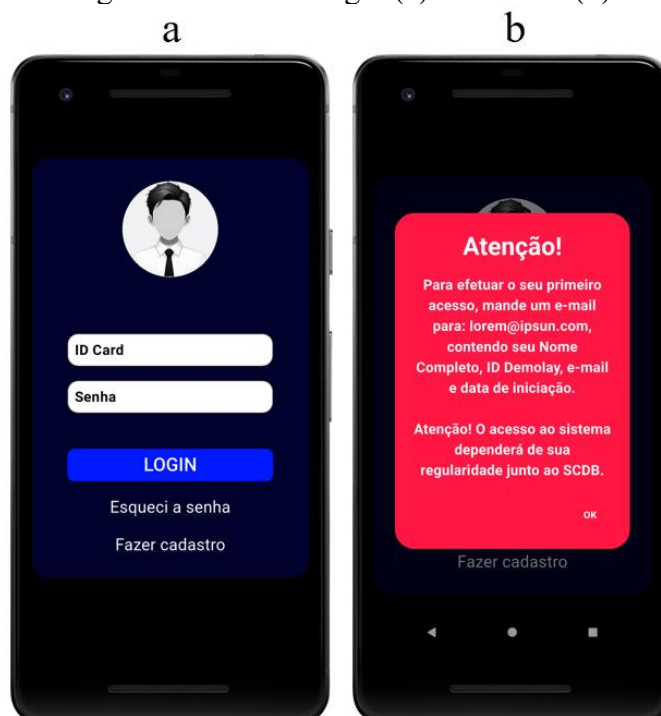 a
b
ID Card
Senha
LOGIN
Esqueci a senha
Fazer cadastro
Atenção!
Para efetuar o seu primeiro
acesso, mande um e-mail
para: lorem@ipsun.com,
contendo seu Nome
Completo, ID Demolay, e-mail
e data de iniciação.
Atenção! O acesso ao sistema
dependerá de sua
regularidade junto ao SCDB.
OK
Fazer cadastro